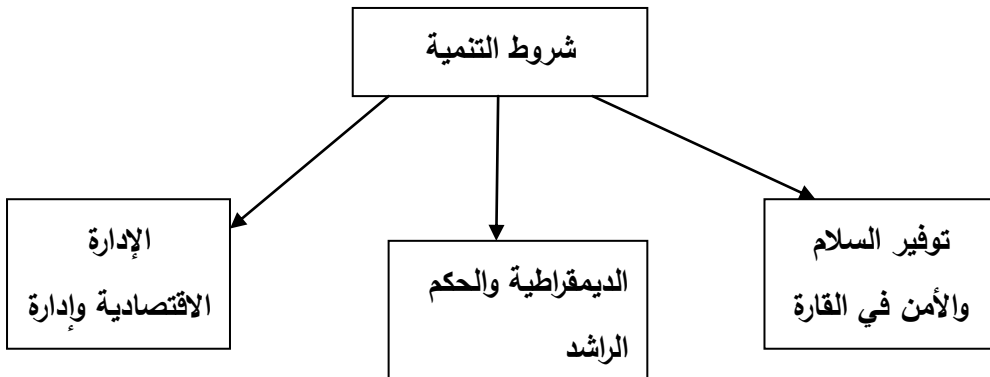 شروط التنمية
توفير السلام
والأمن في القارة
الديمقراطية والحكم
الراشد
الإدارة
الاقتصادية وإدارة